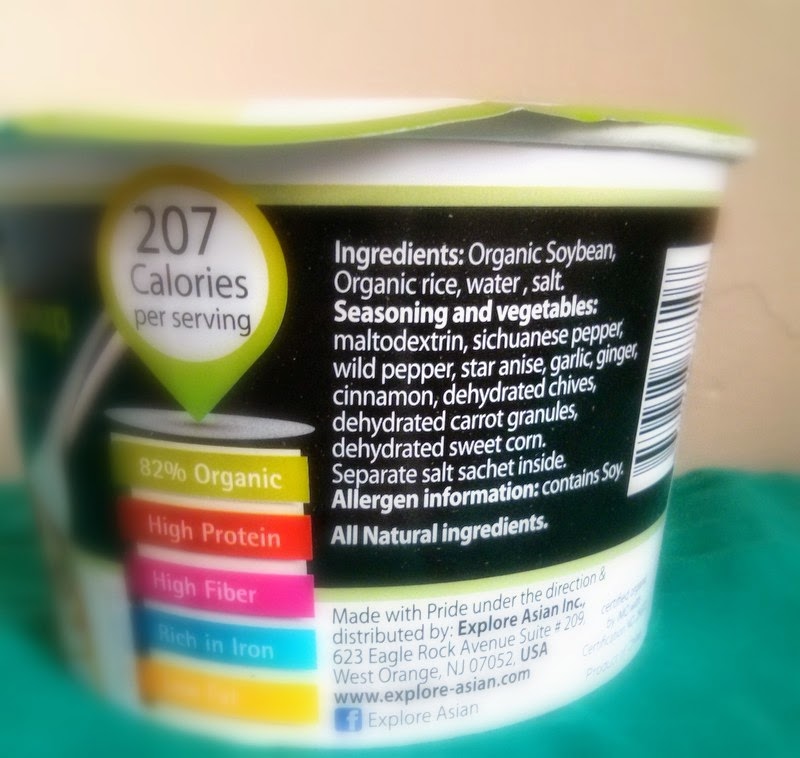 207
Calories
per serving
82% Organic
High Protein
High Fiber
Rich in Iron
Low Fat
Ingredients: Organic Soybean,
Organic rice, water, salt.
Seasoning and vegetables:
maltodextrin, sichuanese pepper,
wild pepper, star anise, garlic, ginger,
cinnamon, dehydrated chives,
dehydrated carrot granules,
dehydrated sweet corn.
Separate salt sachet inside.
Allergen information: contains Soy.
All Natural ingredients.
Made with Pride under the direction &
distributed by: Explore Asian Inc.,
623 Eagle Rock Avenue Suite # 209,
West Orange, NJ 07052, USA
www.explore-asian.com
f Explore Asian
certified organic